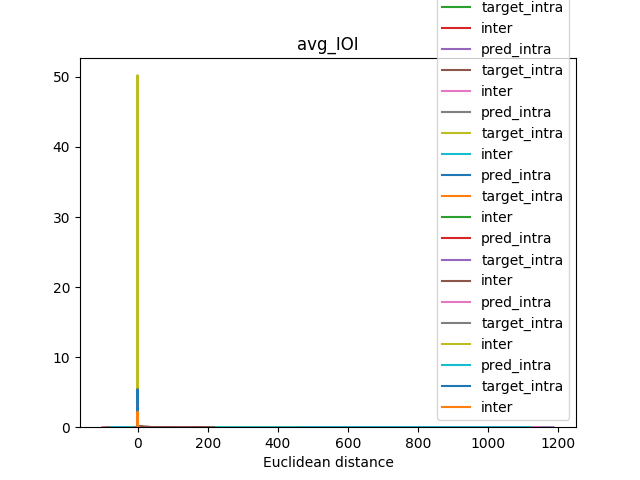 target_intra
inter
avg_IOI
pred_intra
target_intra
inter
pred_intra
target_intra
inter
pred_intra
target_intra
inter
pred_intra
target_intra
inter
pred_intra
target_intra
inter
pred_intra
target_intra
inter
50
40
30
20
10
0
0 200 400 600 800 1000 1200
Euclidean distance